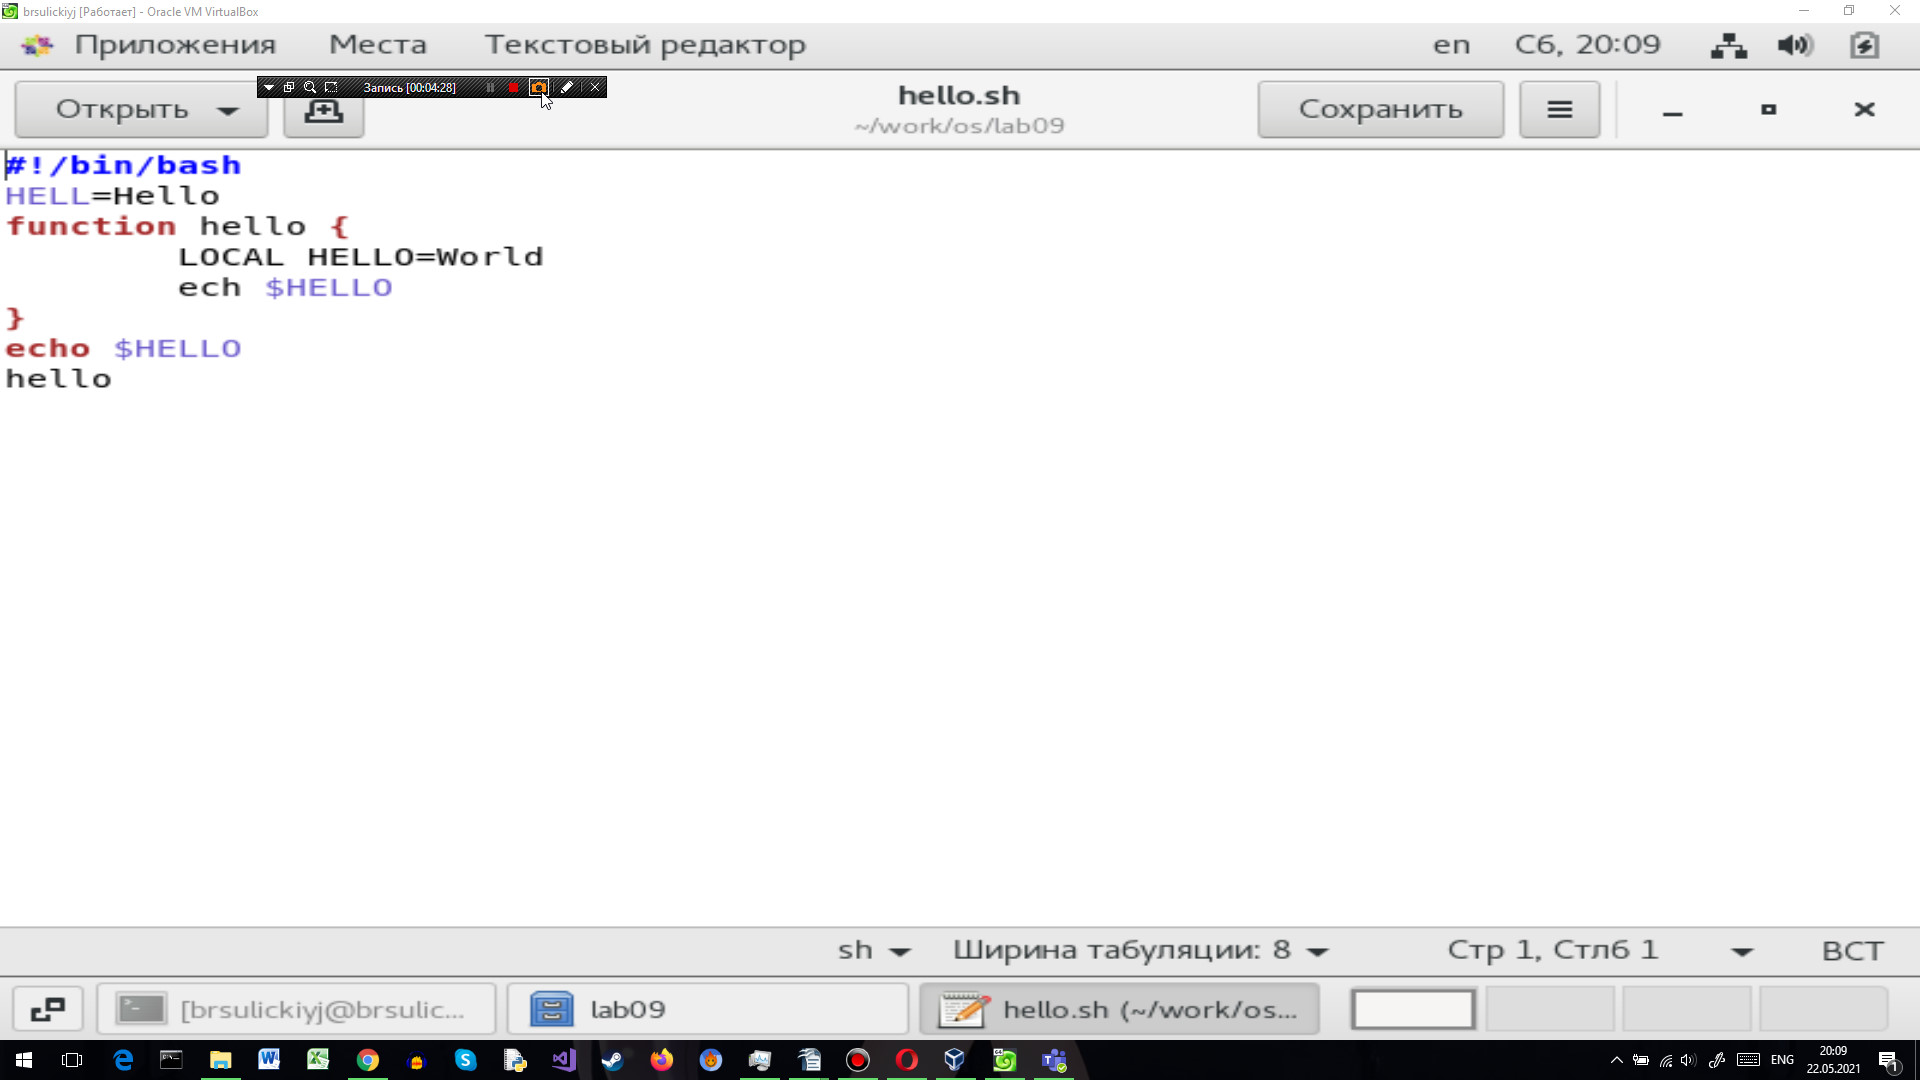 brsulickiyj [Работает] - Oracle VM VirtualBox
Приложения Места Текстовый редактор en Сб, 20:09
Запись [00:04:28]
Открыть hello.sh Сохранить
~/work/os/lab09
#!/bin/bash
HELL=Hello
function hello {
        LOCAL HELLO=World
        ech $HELLO
}
echo $HELLO
hello
sh Ширина табуляции: 8 Стр 1, Стлб 1 ВСТ
[brsulickiyj@brsulic... lab09 hello.sh (~/work/os...
ENG 20:09
22.05.2021
1